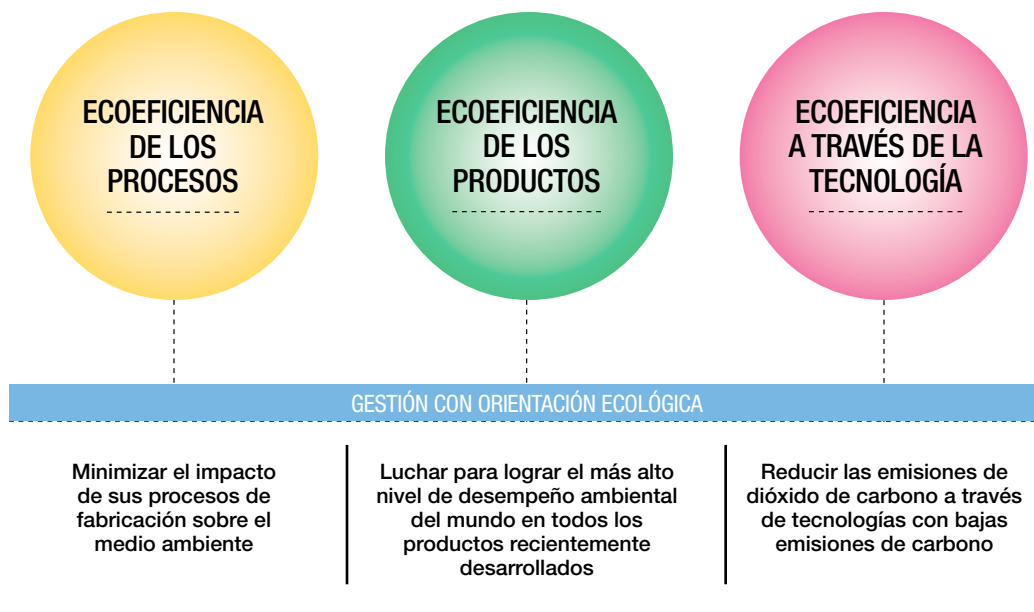 ECOEFICIENCIA
DE LOS
PROCESOS
ECOEFICIENCIA
DE LOS
PRODUCTOS
ECOEFICIENCIA
A TRAVÉS DE LA
TECNOLOGÍA
GESTIÓN CON ORIENTACIÓN ECOLÓGICA
Minimizar el impacto
de sus procesos de
fabricación sobre el
medio ambiente
Luchar para lograr el más alto
nivel de desempeño ambiental
del mundo en todos los
productos recientemente
desarrollados
Reducir las emisiones de
dióxido de carbono a través
de tecnologías con bajas
emisiones de carbono